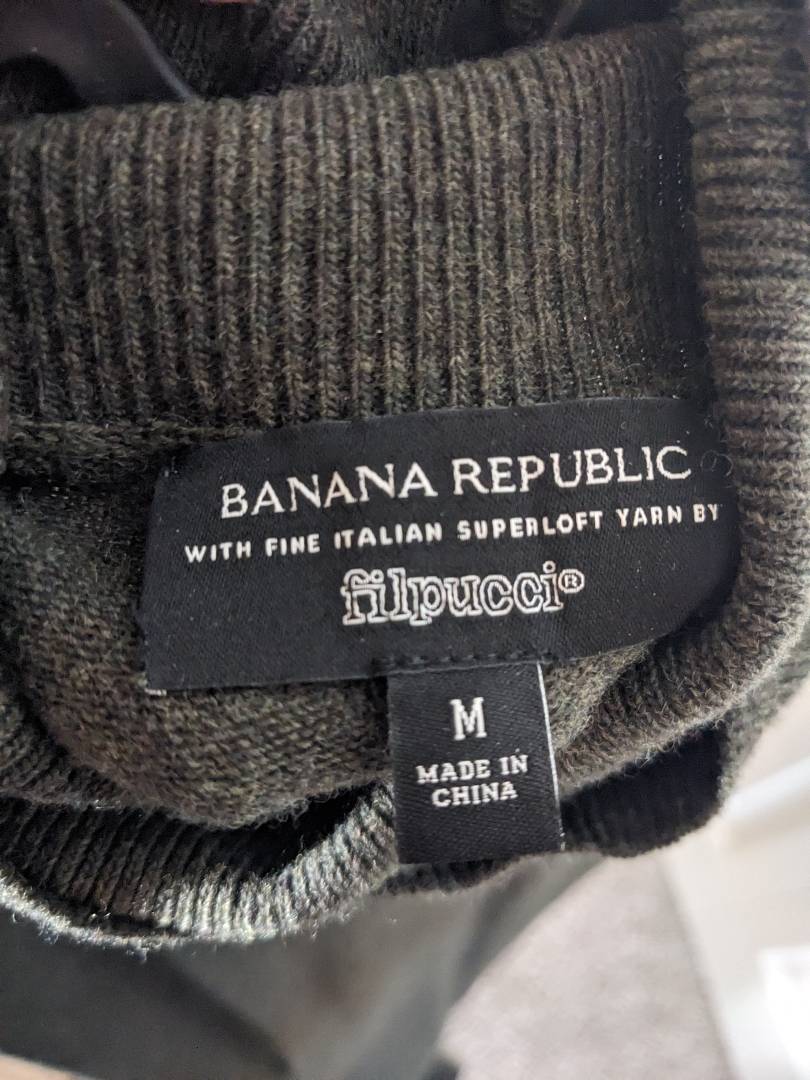 BANANA REPUBLIC
WITH FINE ITALIAN SUPERLOFT YARN BY
filpucci®
M
MADE IN
CHINA